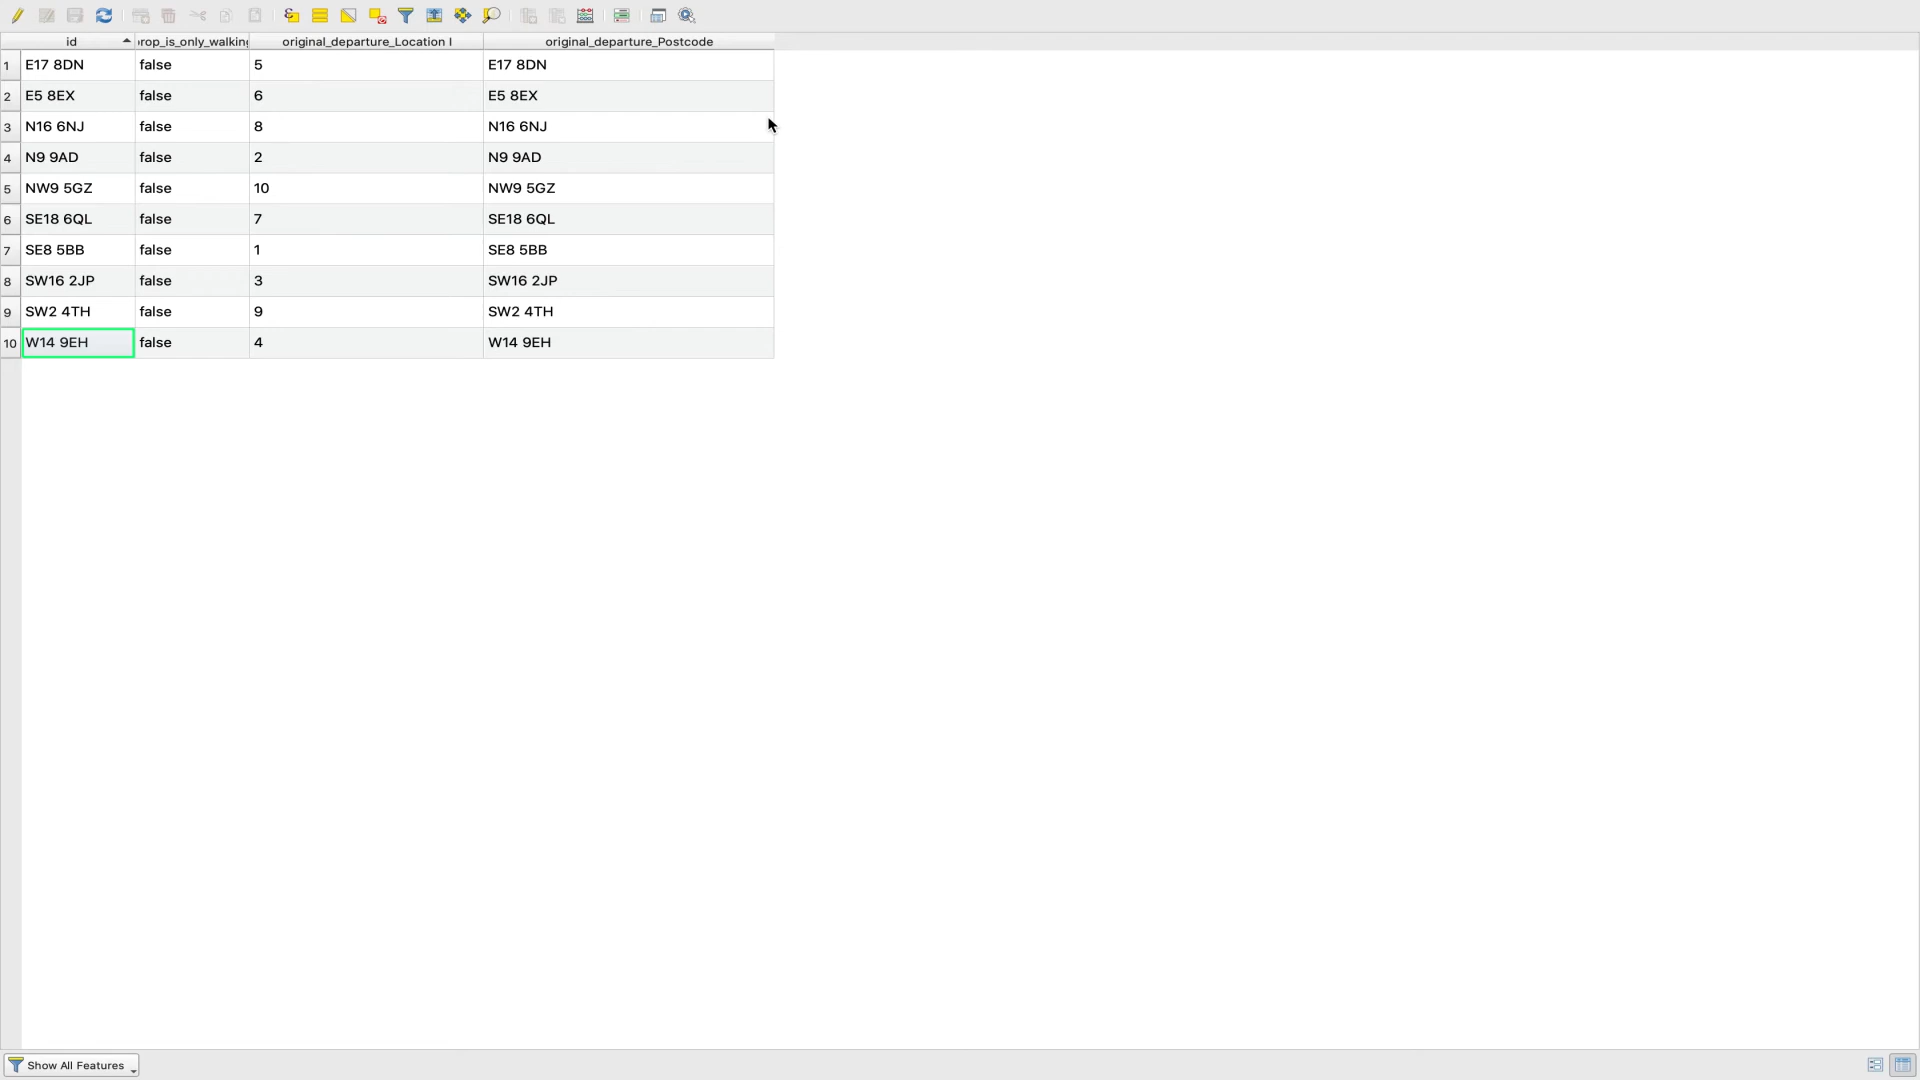 id rop_is_only_walking original_departure_Location I original_departure_Postcode
1 E17 8DN false 5 E17 8DN
2 E5 8EX false 6 E5 8EX
3 N16 6NJ false 8 N16 6NJ
4 N9 9AD false 2 N9 9AD
5 NW9 5GZ false 10 NW9 5GZ
6 SE18 6QL false 7 SE18 6QL
7 SE8 5BB false 1 SE8 5BB
8 SW16 2JP false 3 SW16 2JP
9 SW2 4TH false 9 SW2 4TH
10 W14 9EH false 4 W14 9EH
Show All Features